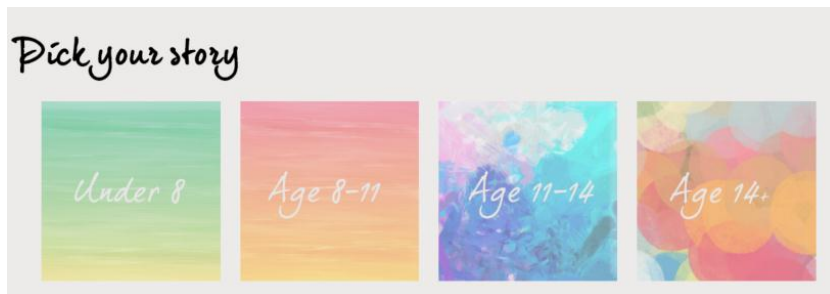 Pick your story
Under 8
Age 8-11
Age 11-14
Age 14+